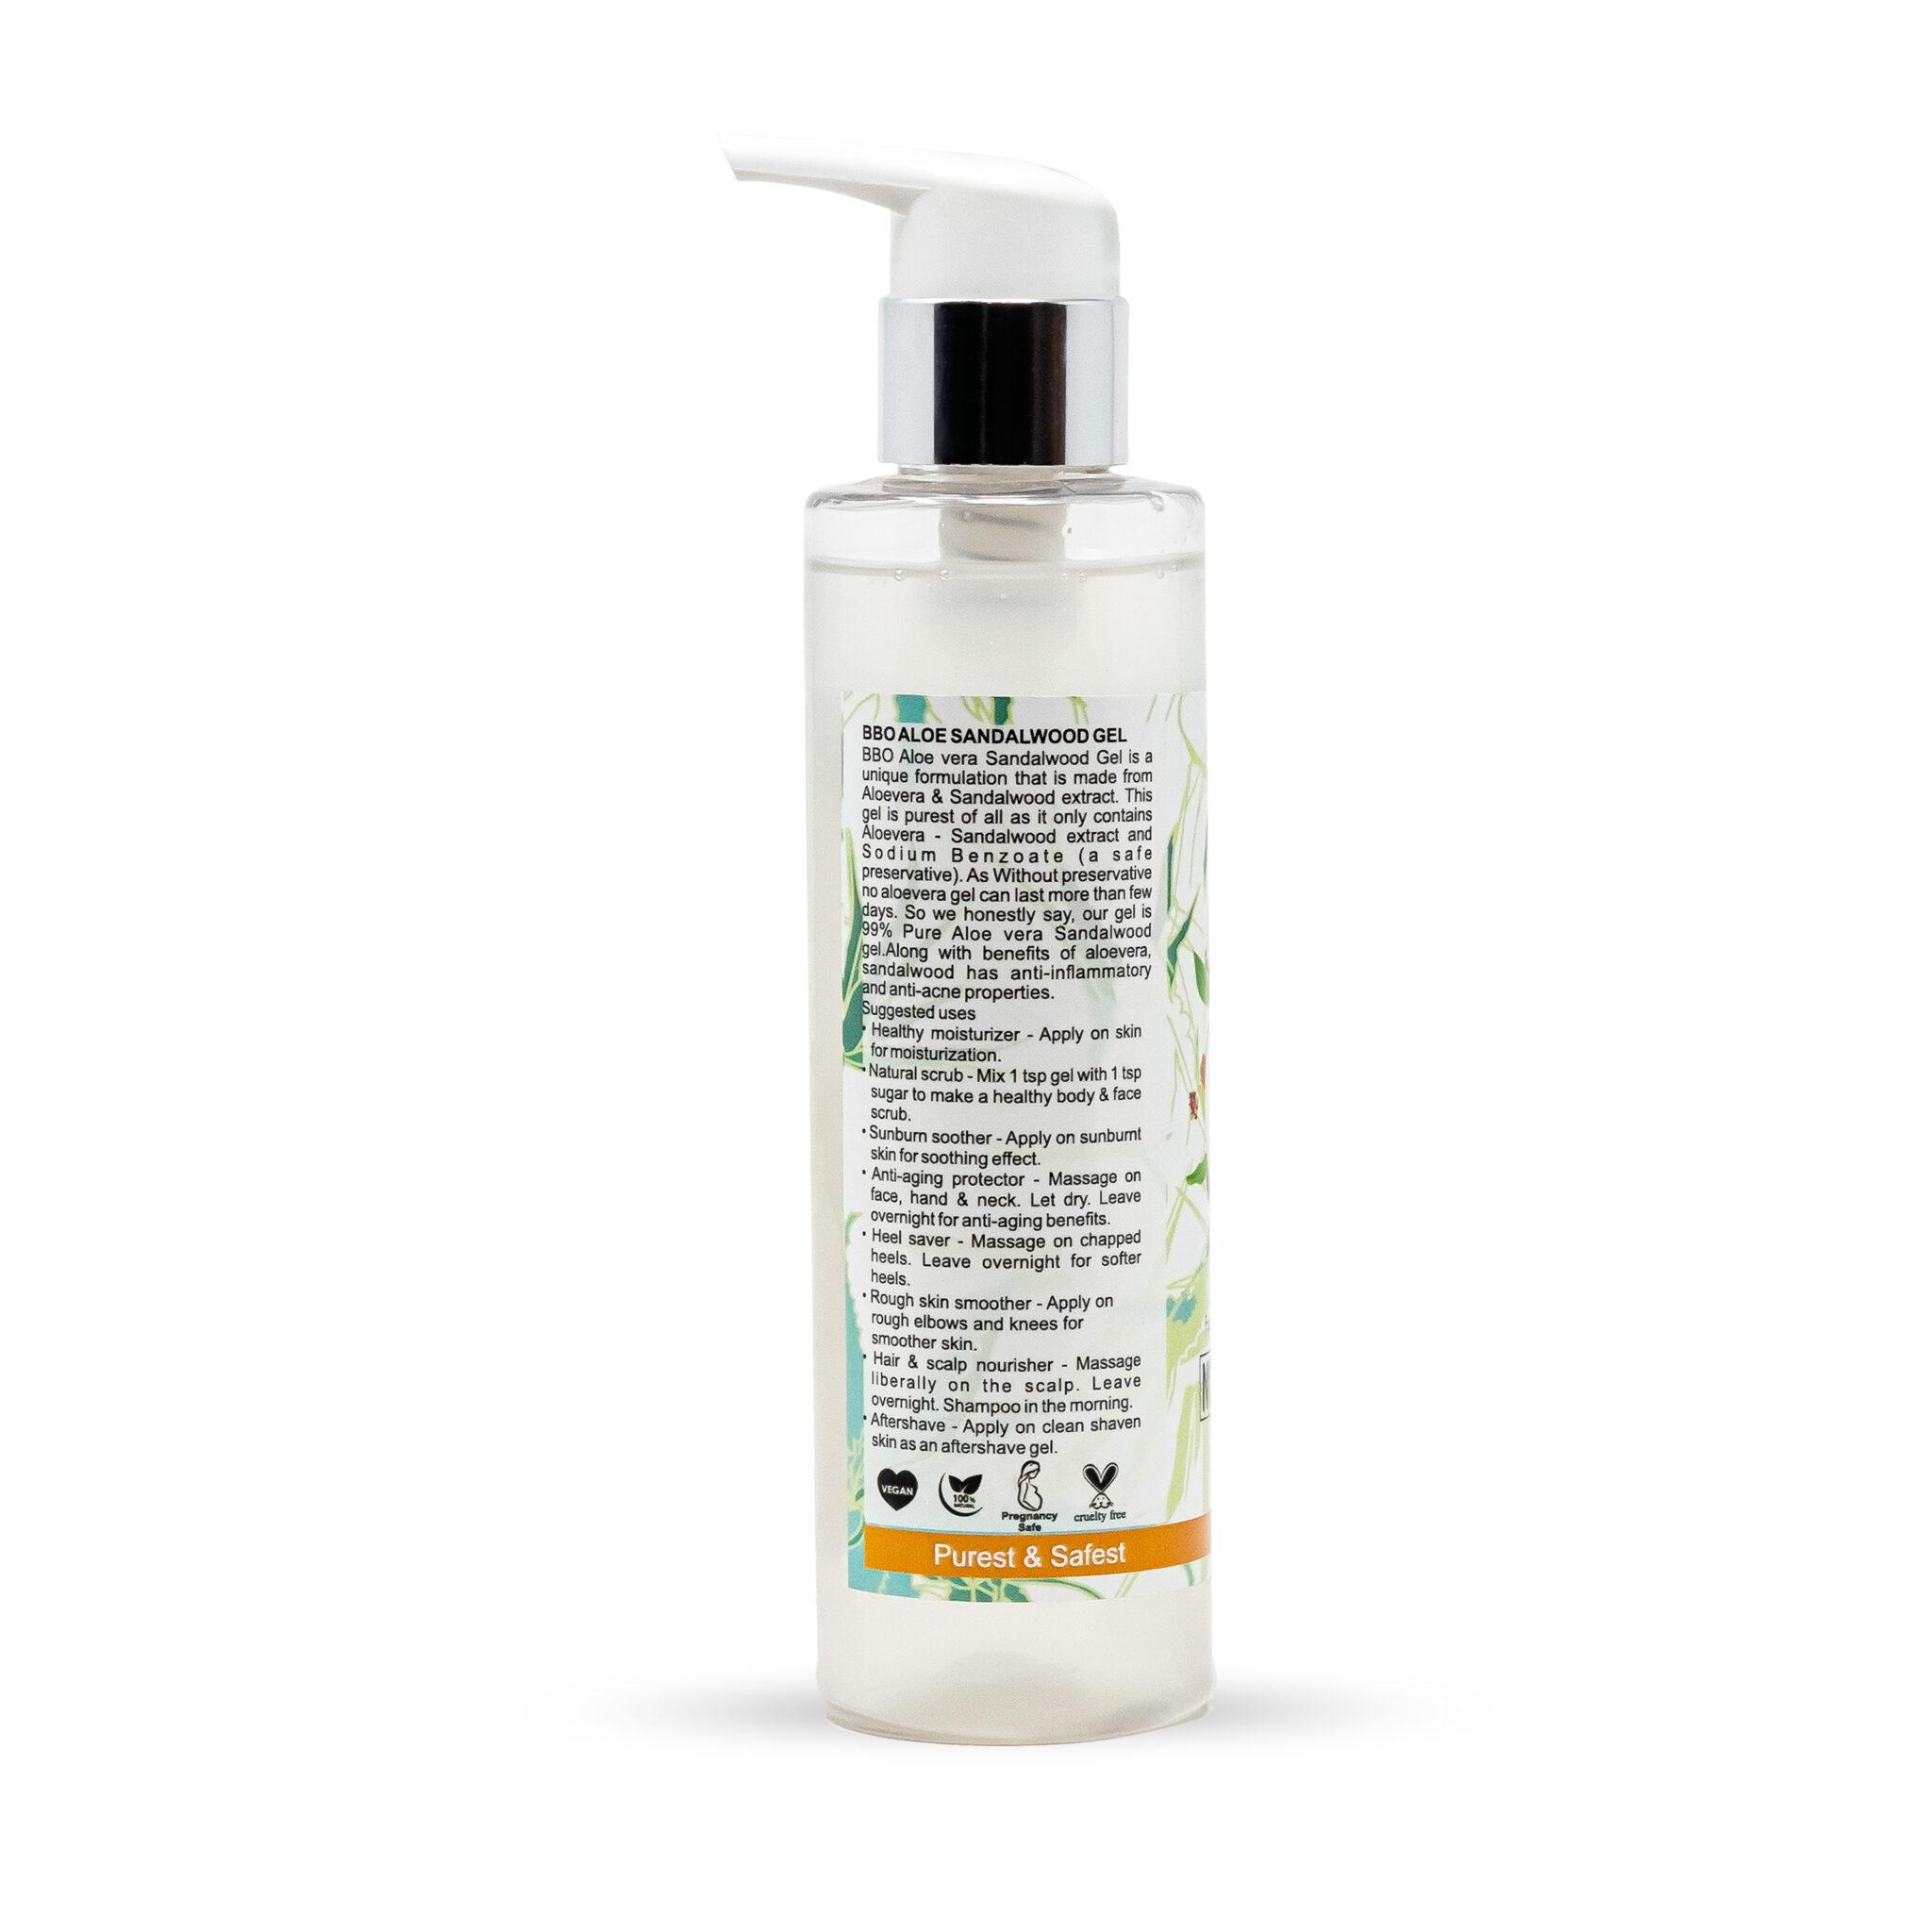 BBO ALOE SANDALWOOD GEL
BBO Aloe vera Sandalwood Gel is a
unique formulation that is made from
Aloevera & Sandalwood extract. This
gel is purest of all as it only contains
Aloevera - Sandalwood extract and
Sodium Benzoate (a safe
preservative). As Without preservative
no aloevera gel can last more than few
days. So we honestly say, our gel is
99% Pure Aloe vera Sandalwood
gel.Along with benefits of aloevera,
sandalwood has anti-inflammatory
and anti-acne properties.
Suggested uses
• Healthy moisturizer - Apply on skin
for moisturization.
• Natural scrub - Mix 1 tsp gel with 1 tsp
sugar to make a healthy body & face
scrub.
• Sunburn soother - Apply on sunburnt
skin for soothing effect.
• Anti-aging protector - Massage on
face, hand & neck. Let dry. Leave
overnight for anti-aging benefits.
• Heel saver - Massage on chapped
heels. Leave overnight for softer
heels.
• Rough skin smoother - Apply on
rough elbows and knees for
smoother skin.
• Hair & scalp nourisher - Massage
liberally on the scalp. Leave
overnight. Shampoo in the morning.
• Aftershave - Apply on clean shaven
skin as an aftershave gel.
VEGAN
100%
NATURAL
Pregnancy
Safe
cruelty free
Purest & Safest